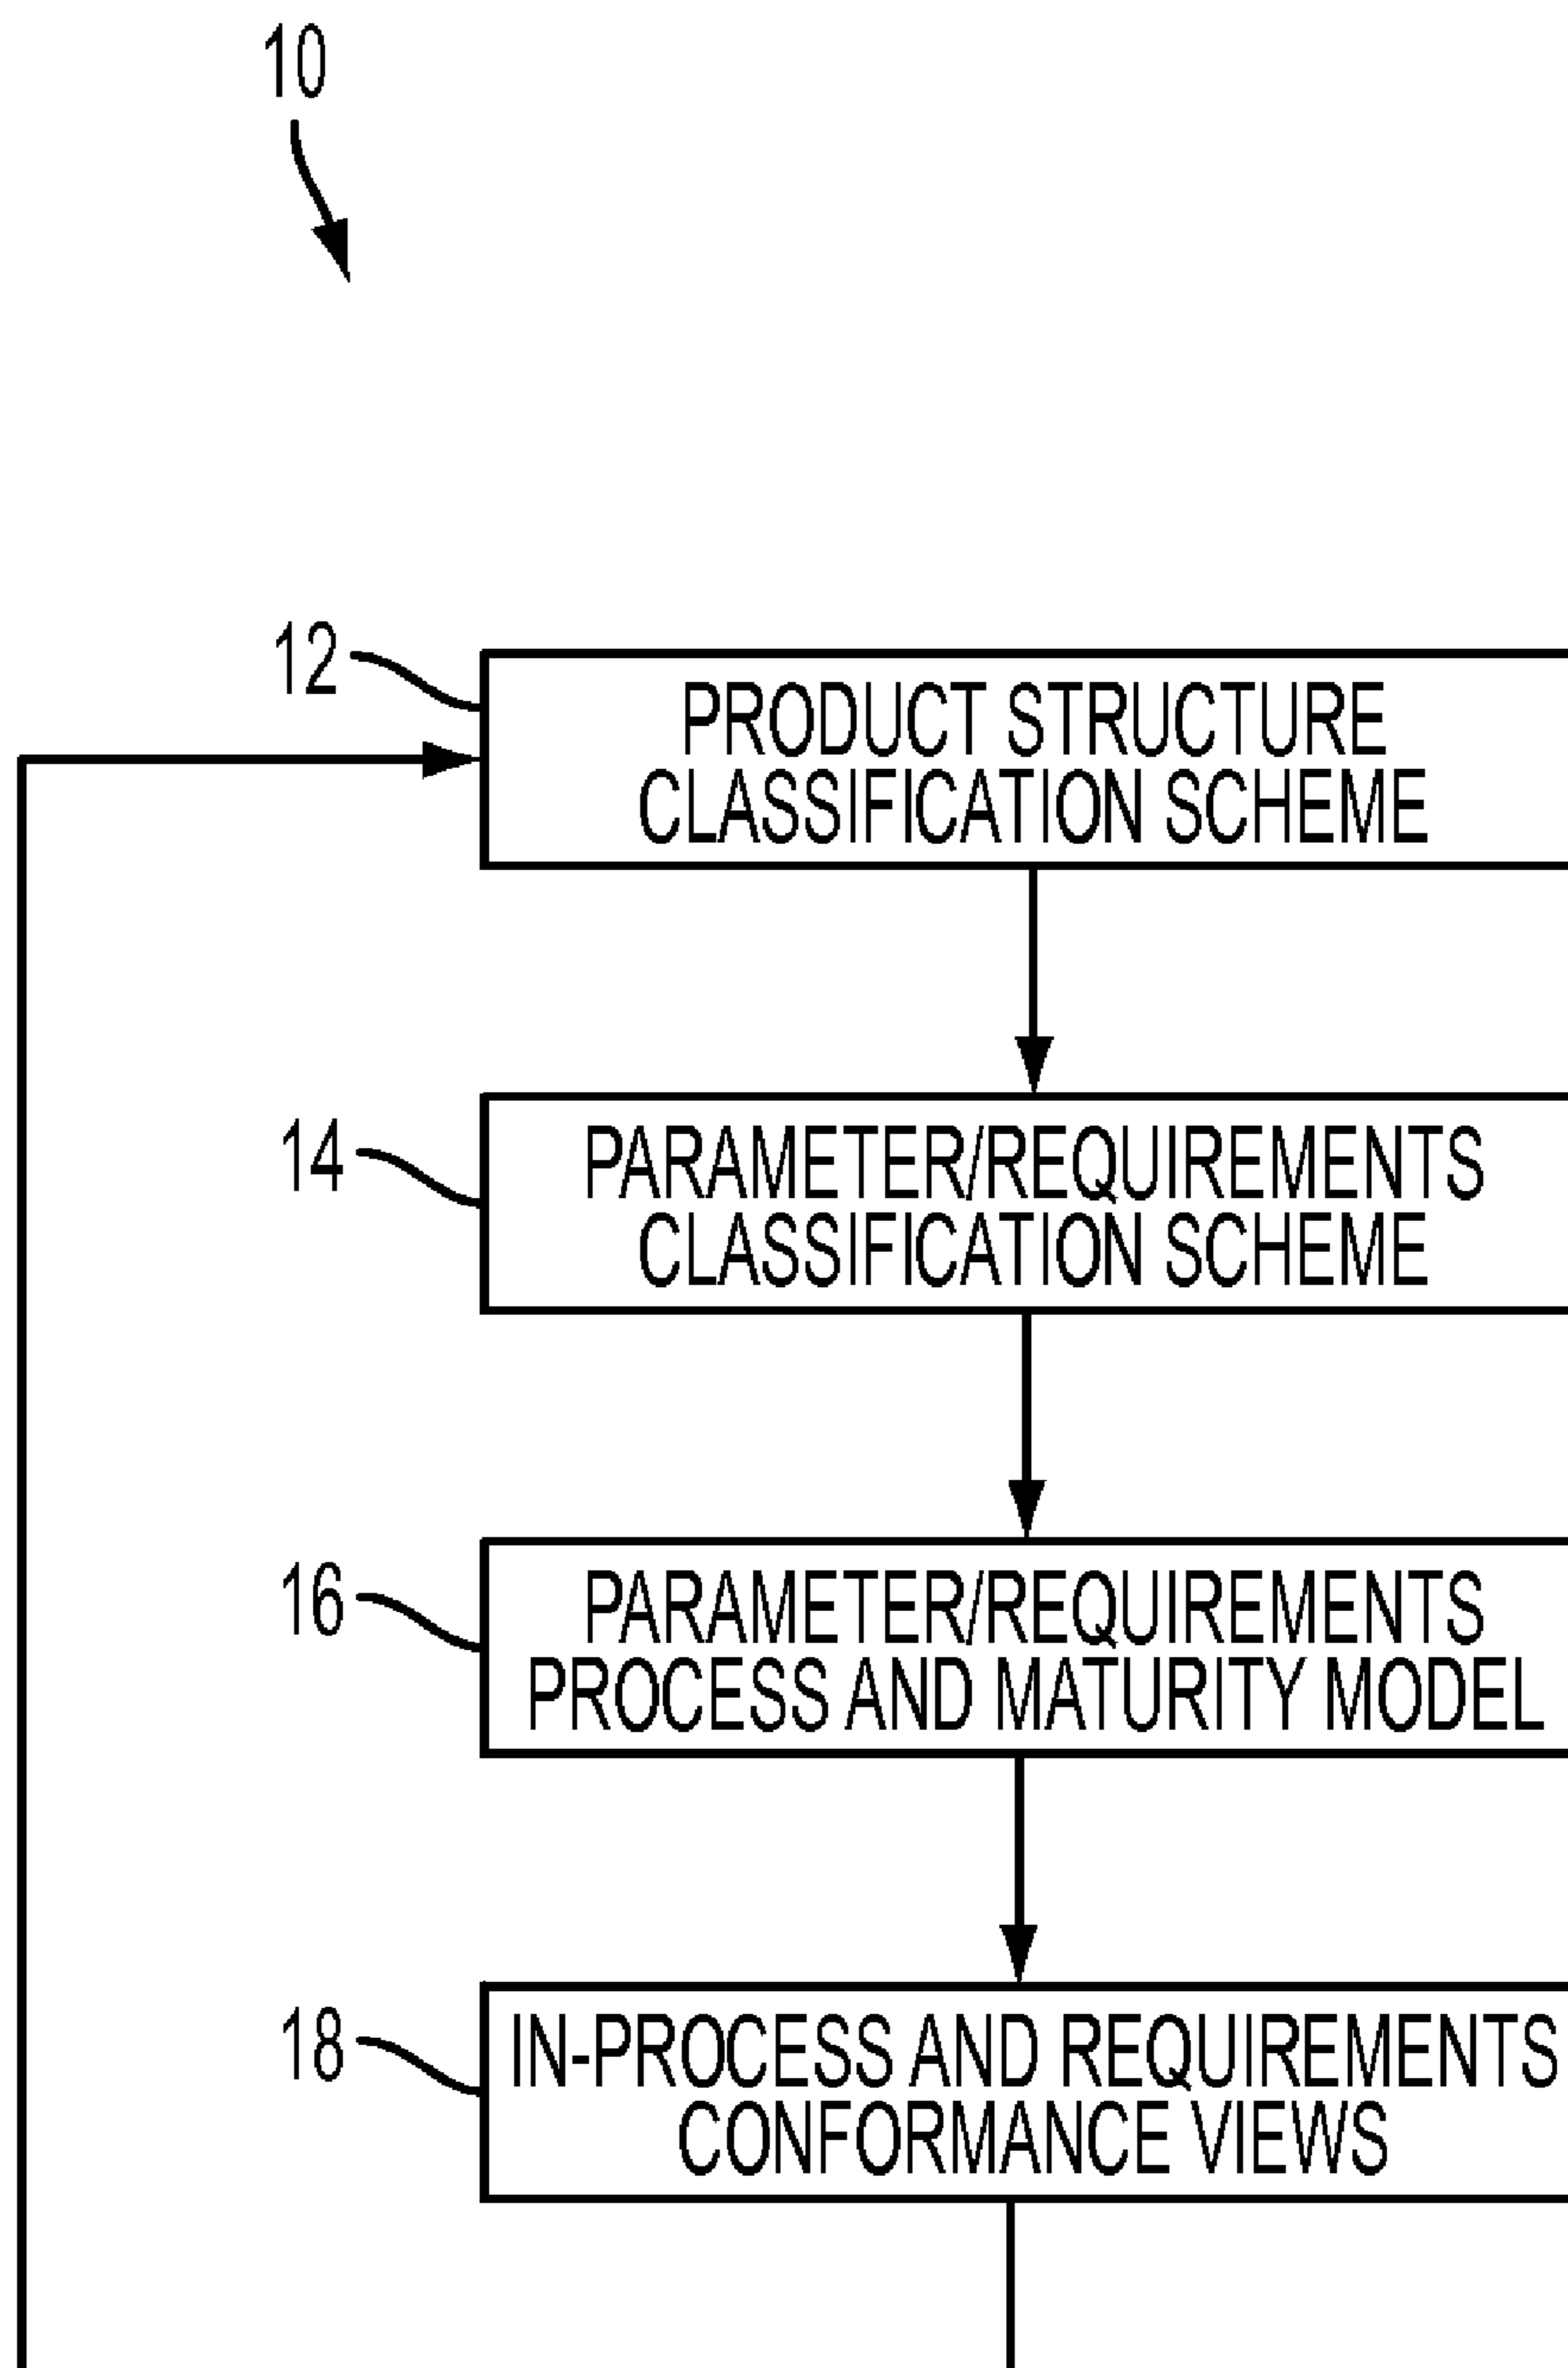 10
12
PRODUCT STRUCTURE
CLASSIFICATION SCHEME
14
PARAMETER/REQUIREMENTS
CLASSIFICATION SCHEME
16
PARAMETER/REQUIREMENTS
PROCESS AND MATURITY MODEL
18
IN-PROCESS AND REQUIREMENTS
CONFORMANCE VIEWS